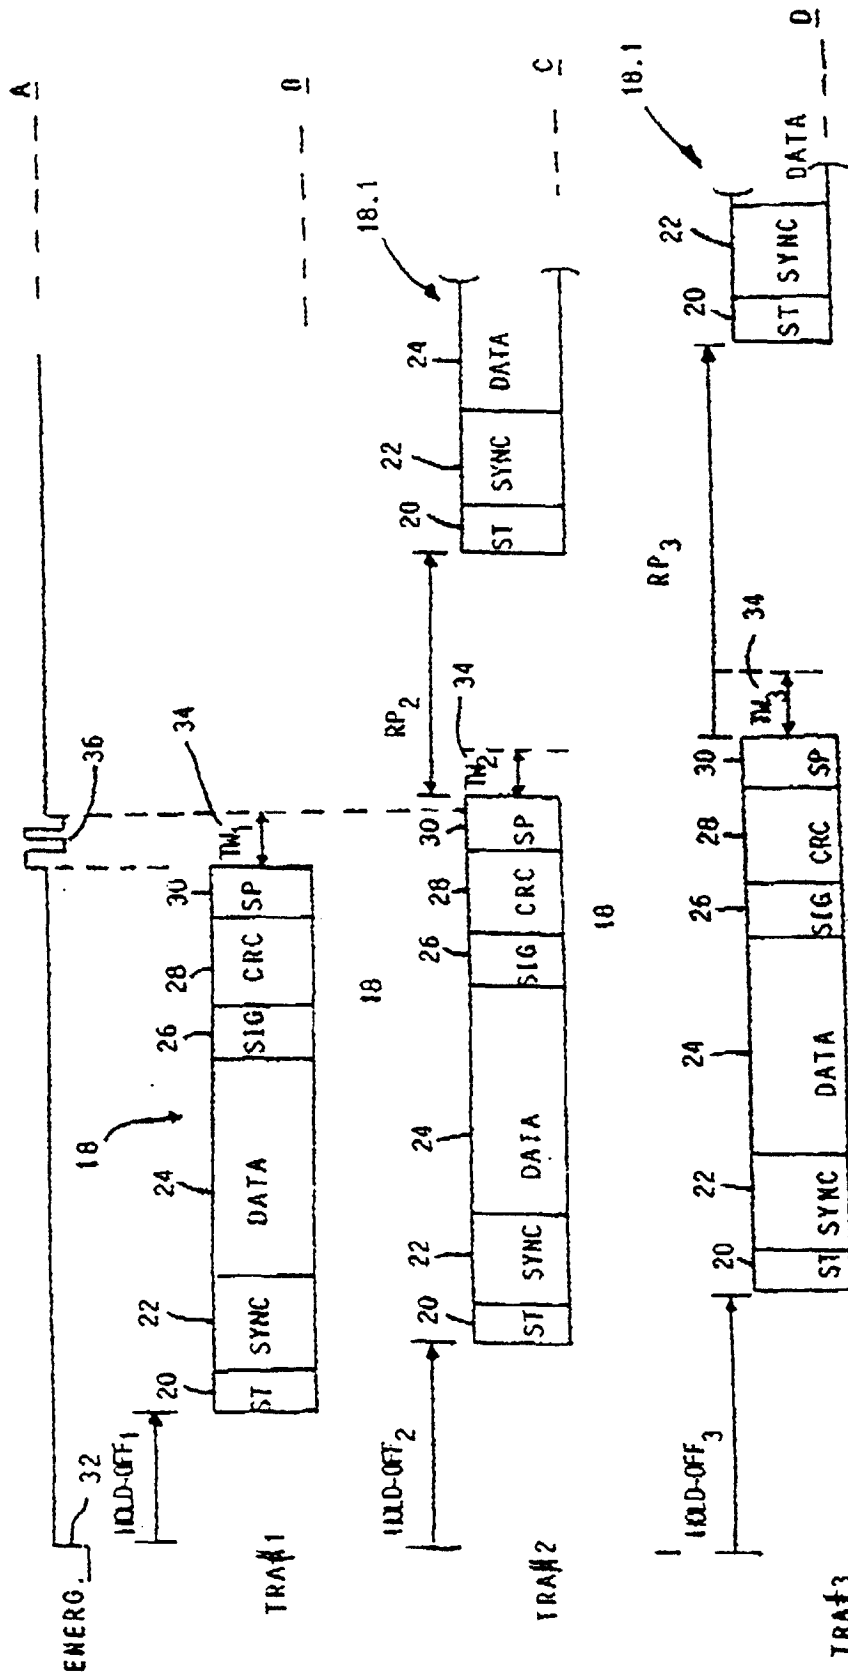 ENERG.
32
36
A
HOLD-OFF1
18
34
TW1
20
22
24
26
28
30
ST
SYNC
DATA
SIG
CRC
SP
TRA#1
18
HOLD-OFF2
RP2
18.1
C
34
TW2
20
22
24
26
28
30
20
22
24
ST
SYNC
DATA
SIG
CRC
SP
ST
SYNC
DATA
TRA#2
18
HOLD-OFF3
RP3
18.1
34
TW3
20
22
24
26
28
30
20
22
ST
SYNC
DATA
SIG
CRC
SP
ST
SYNC
DATA
D
TRA#3